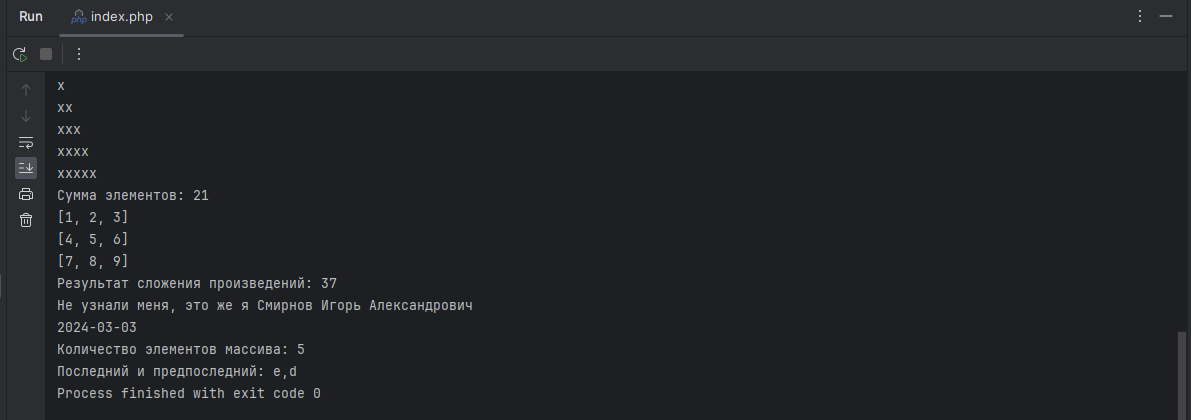 Run php index.php
x
xx
xxx
xxxx
xxxxx
Сумма элементов: 21
[1, 2, 3]
[4, 5, 6]
[7, 8, 9]
Результат сложения произведений: 37
Не узнали меня, это же я Смирнов Игорь Александрович
2024-03-03
Количество элементов массива: 5
Последний и предпоследний: e,d
Process finished with exit code 0